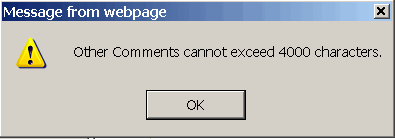 Message from webpage
Other Comments cannot exceed 4000 characters.
OK